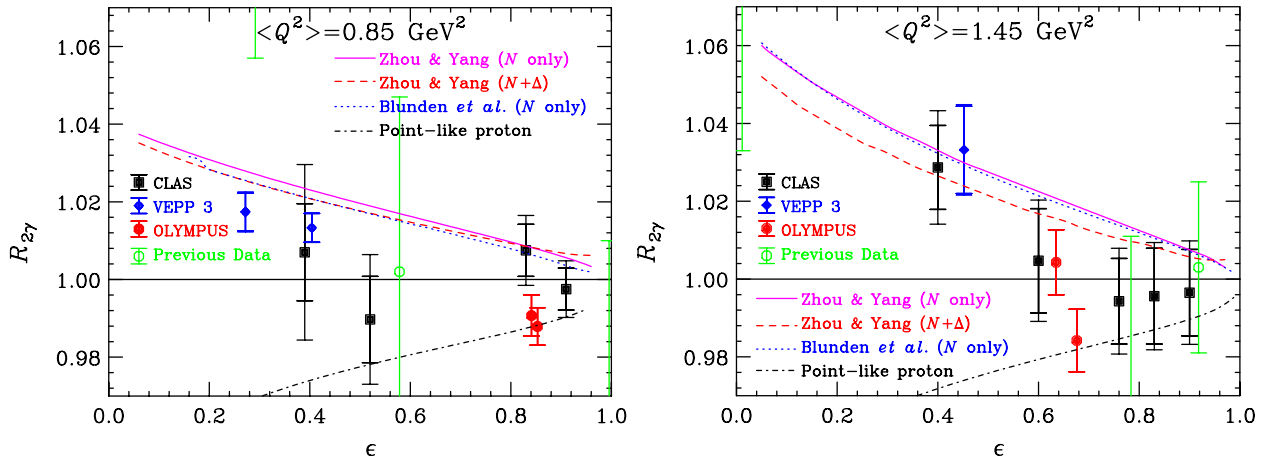 <Q²>=0.85 GeV²
Zhou & Yang (N only)
Zhou & Yang (N+Δ)
Blunden et al. (N only)
Point-like proton
CLAS
VEPP 3
OLYMPUS
Previous Data
1.06
1.04
1.02
1.00
0.98
R2γ
0.0 0.2 0.4 0.6 0.8 1.0
ϵ
<Q²>=1.45 GeV²
CLAS
VEPP 3
OLYMPUS
Previous Data
Zhou & Yang (N only)
Zhou & Yang (N+Δ)
Blunden et al. (N only)
Point-like proton
1.06
1.04
1.02
1.00
0.98
R2γ
0.0 0.2 0.4 0.6 0.8 1.0
ϵ